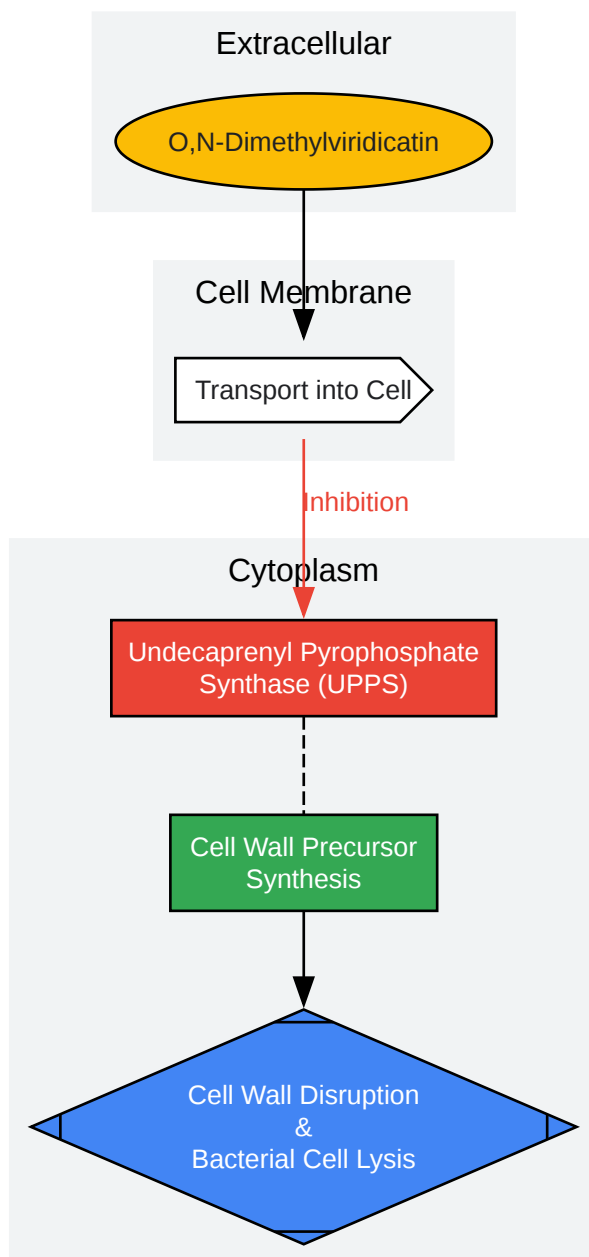 Extracellular
O,N-Dimethylviridicatin
Cell Membrane
Transport into Cell
Inhibition
Cytoplasm
Undecaprenyl Pyrophosphate
Synthase (UPPS)
Cell Wall Precursor
Synthesis
Cell Wall Disruption
&
Bacterial Cell Lysis